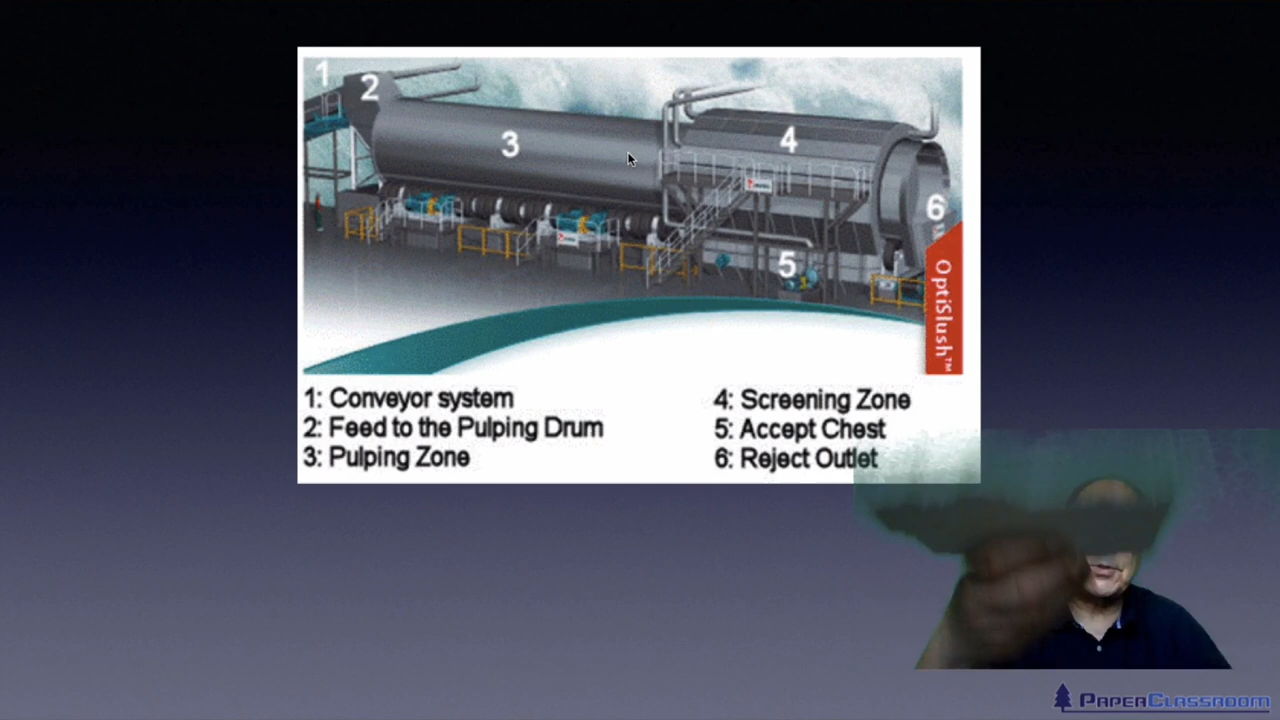 1
2
3
4
5
6
OptiSlush™
1: Conveyor system
2: Feed to the Pulping Drum
3: Pulping Zone
4: Screening Zone
5: Accept Chest
6: Reject Outlet
PAPERCLASSROOM